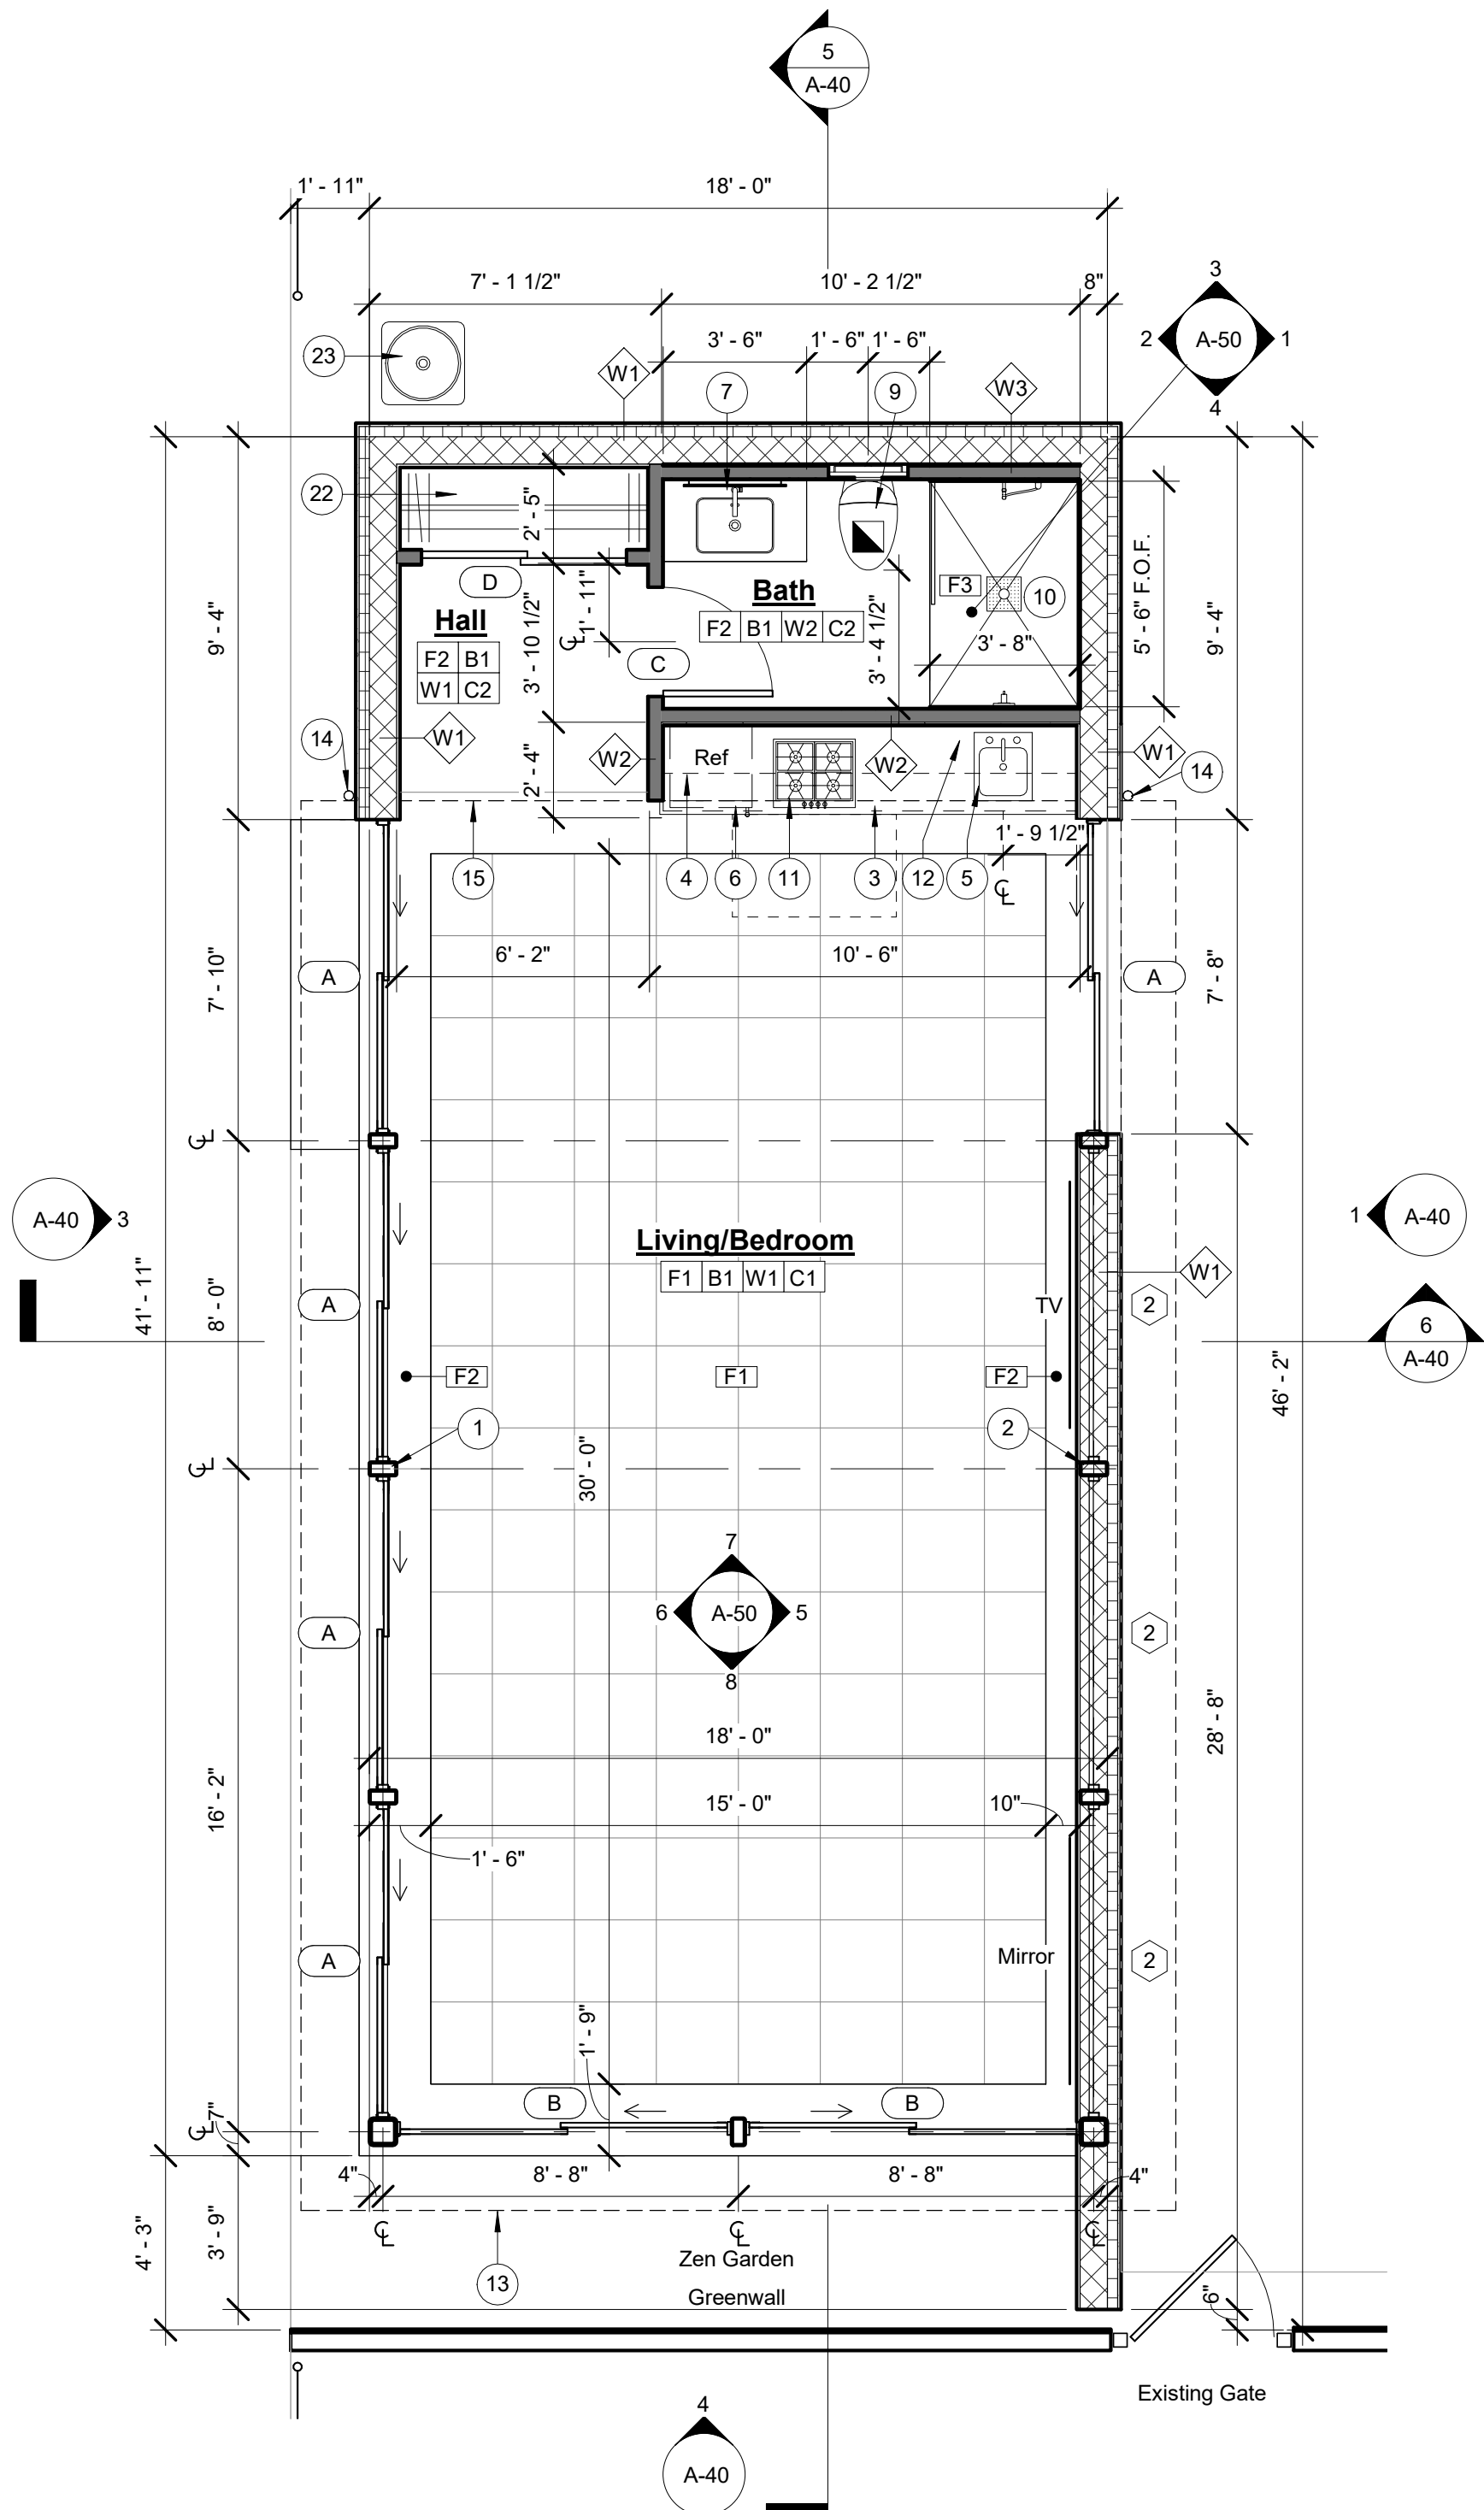 5
A-40
1' - 11"
18' - 0"
7' - 1 1/2"
10' - 2 1/2"
8"
3
2
A-50
1
4
3' - 6"
1' - 6"
1' - 6"
23
W1
7
9
W3
22
2' - 5"
D
Hall
F2
B1
W1
C2
Bath
F2
B1
W2
C2
F3
10
3' - 8"
5' - 6" F.O.F.
9' - 4"
9' - 4"
1' - 11"
℄
3' - 10 1/2"
C
3' - 4 1/2"
14
W1
W2
Ref
W2
W1
14
2' - 4"
1' - 9 1/2"
15
4
6
11
3
12
5
℄
6' - 2"
10' - 6"
A
A
7' - 10"
7' - 8"
℄
A-40
3
1
A-40
Living/Bedroom
F1
B1
W1
C1
W1
41' - 11"
8' - 0"
A
TV
2
6
A-40
46' - 2"
F2
F1
F2
1
2
℄
30' - 0"
7
6
A-50
5
8
A
2
28' - 8"
18' - 0"
16' - 2"
15' - 0"
10"
1' - 6"
A
Mirror
2
1' - 9"
B
B
7"
℄
4"
8' - 8"
8' - 8"
4"
4' - 3"
3' - 9"
℄
℄
℄
Zen Garden
13
Greenwall
6"
Existing Gate
4
A-40